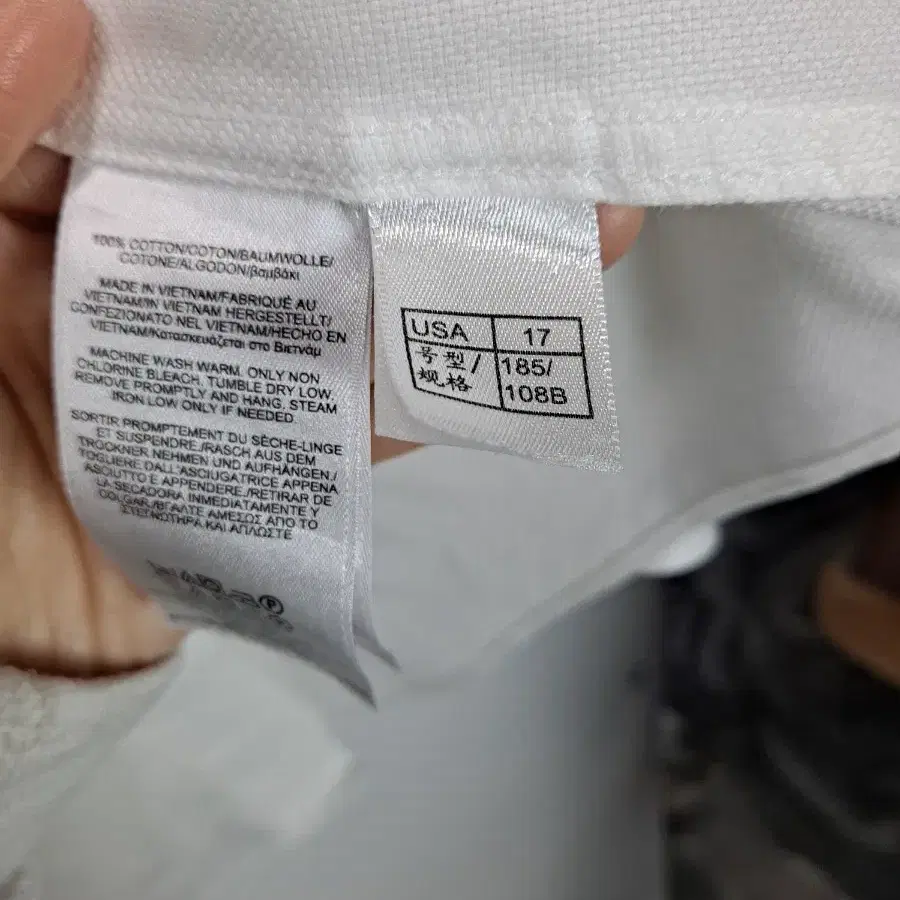 100% COTTON/COTON/BAUMWOLLE/
COTONE/ALGODON/βαμβάκι
MADE IN VIETNAM/FABRIQUÉ AU
VIETNAM/IN VIETNAM HERGESTELLT/
CONFEZIONATO NEL VIETNAM/HECHO EN
VIETNAM/Κατασκευάζεται στο Βιετνάμ
MACHINE WASH WARM. ONLY NON
CHLORINE BLEACH. TUMBLE DRY LOW.
REMOVE PROMPTLY AND HANG. STEAM
IRON LOW ONLY IF NEEDED.
SORTIR PROMPTEMENT DU SÈCHE-LINGE
ET SUSPENDRE./RASCH AUS DEM
TROCKNER NEHMEN UND AUFHÄNGEN./
TOGLIERE DALL'ASCIUGATRICE APPENA
ASCIUTTO E APPENDERE./RETIRAR DE
LA SECADORA INMEDIATAMENTE Y
COLGAR./ΒΓΑΛΤΕ ΑΜΕΣΩΣ ΑΠΟ ΤΟ
ΣΤΕΓΝΩΤΗΡΑ ΚΑΙ ΑΠΛΩΣΤΕ
USA 17
号型/ 185/
规格 108B